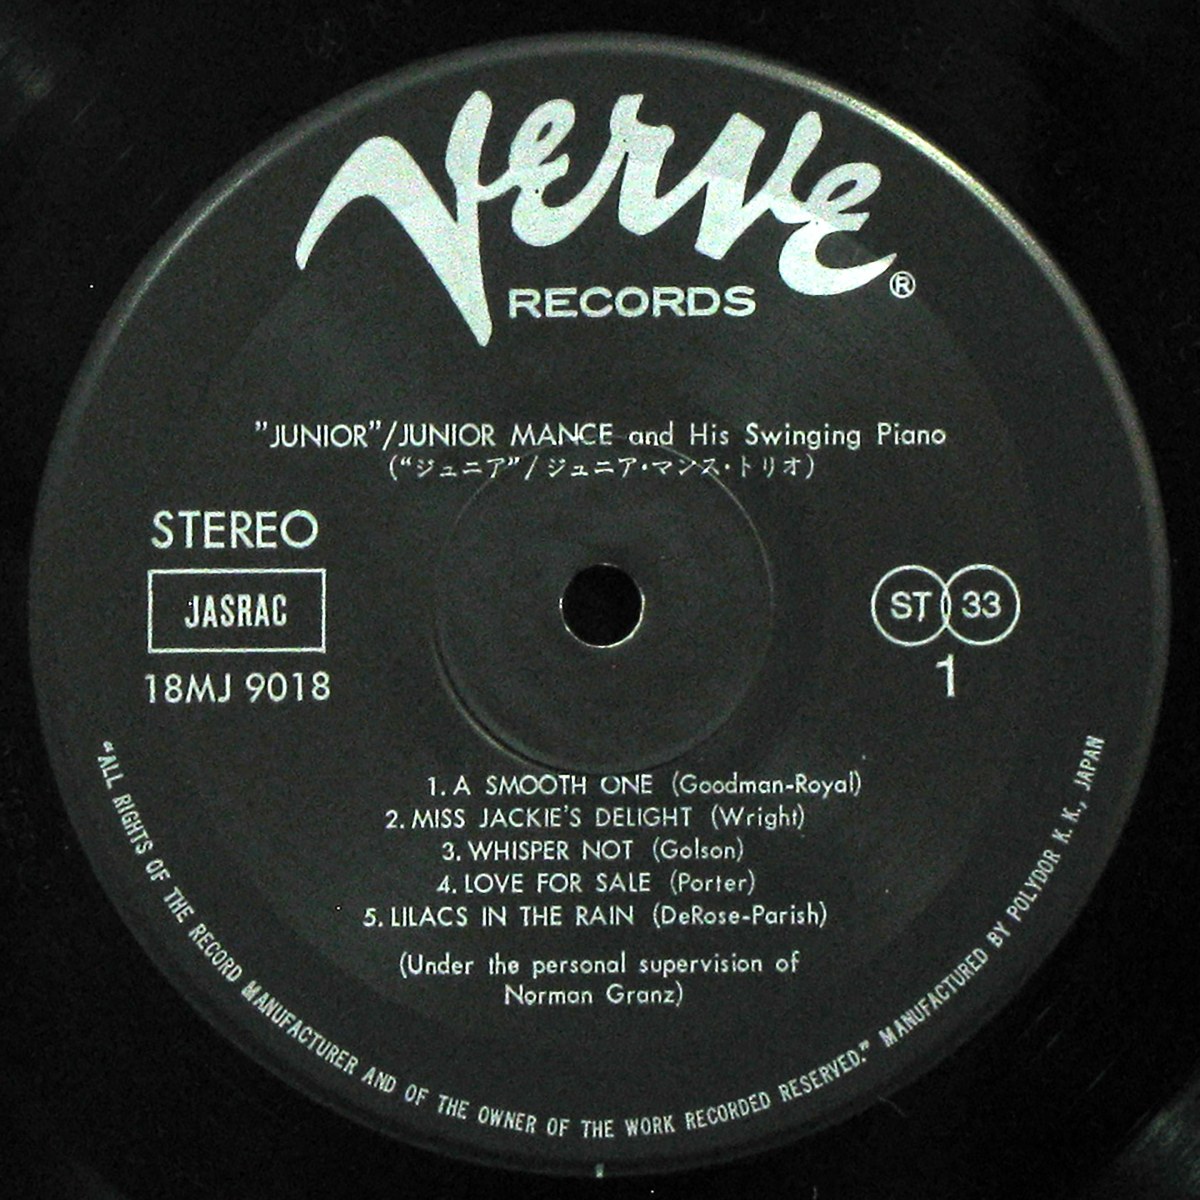 Verve
RECORDS ®
"JUNIOR"/JUNIOR MANCE and His Swinging Piano
("ジュニア"/ジュニア・マンス・トリオ)
STEREO
JASRAC
18MJ 9018
ST 33
1
1. A SMOOTH ONE (Goodman-Royal)
2. MISS JACKIE'S DELIGHT (Wright)
3. WHISPER NOT (Golson)
4. LOVE FOR SALE (Porter)
5. LILACS IN THE RAIN (DeRose-Parish)
(Under the personal supervision of
Norman Granz)
"ALL RIGHTS OF THE RECORD MANUFACTURER AND OF THE OWNER OF THE WORK RECORDED RESERVED." MANUFACTURED BY POLYDOR K. K., JAPAN